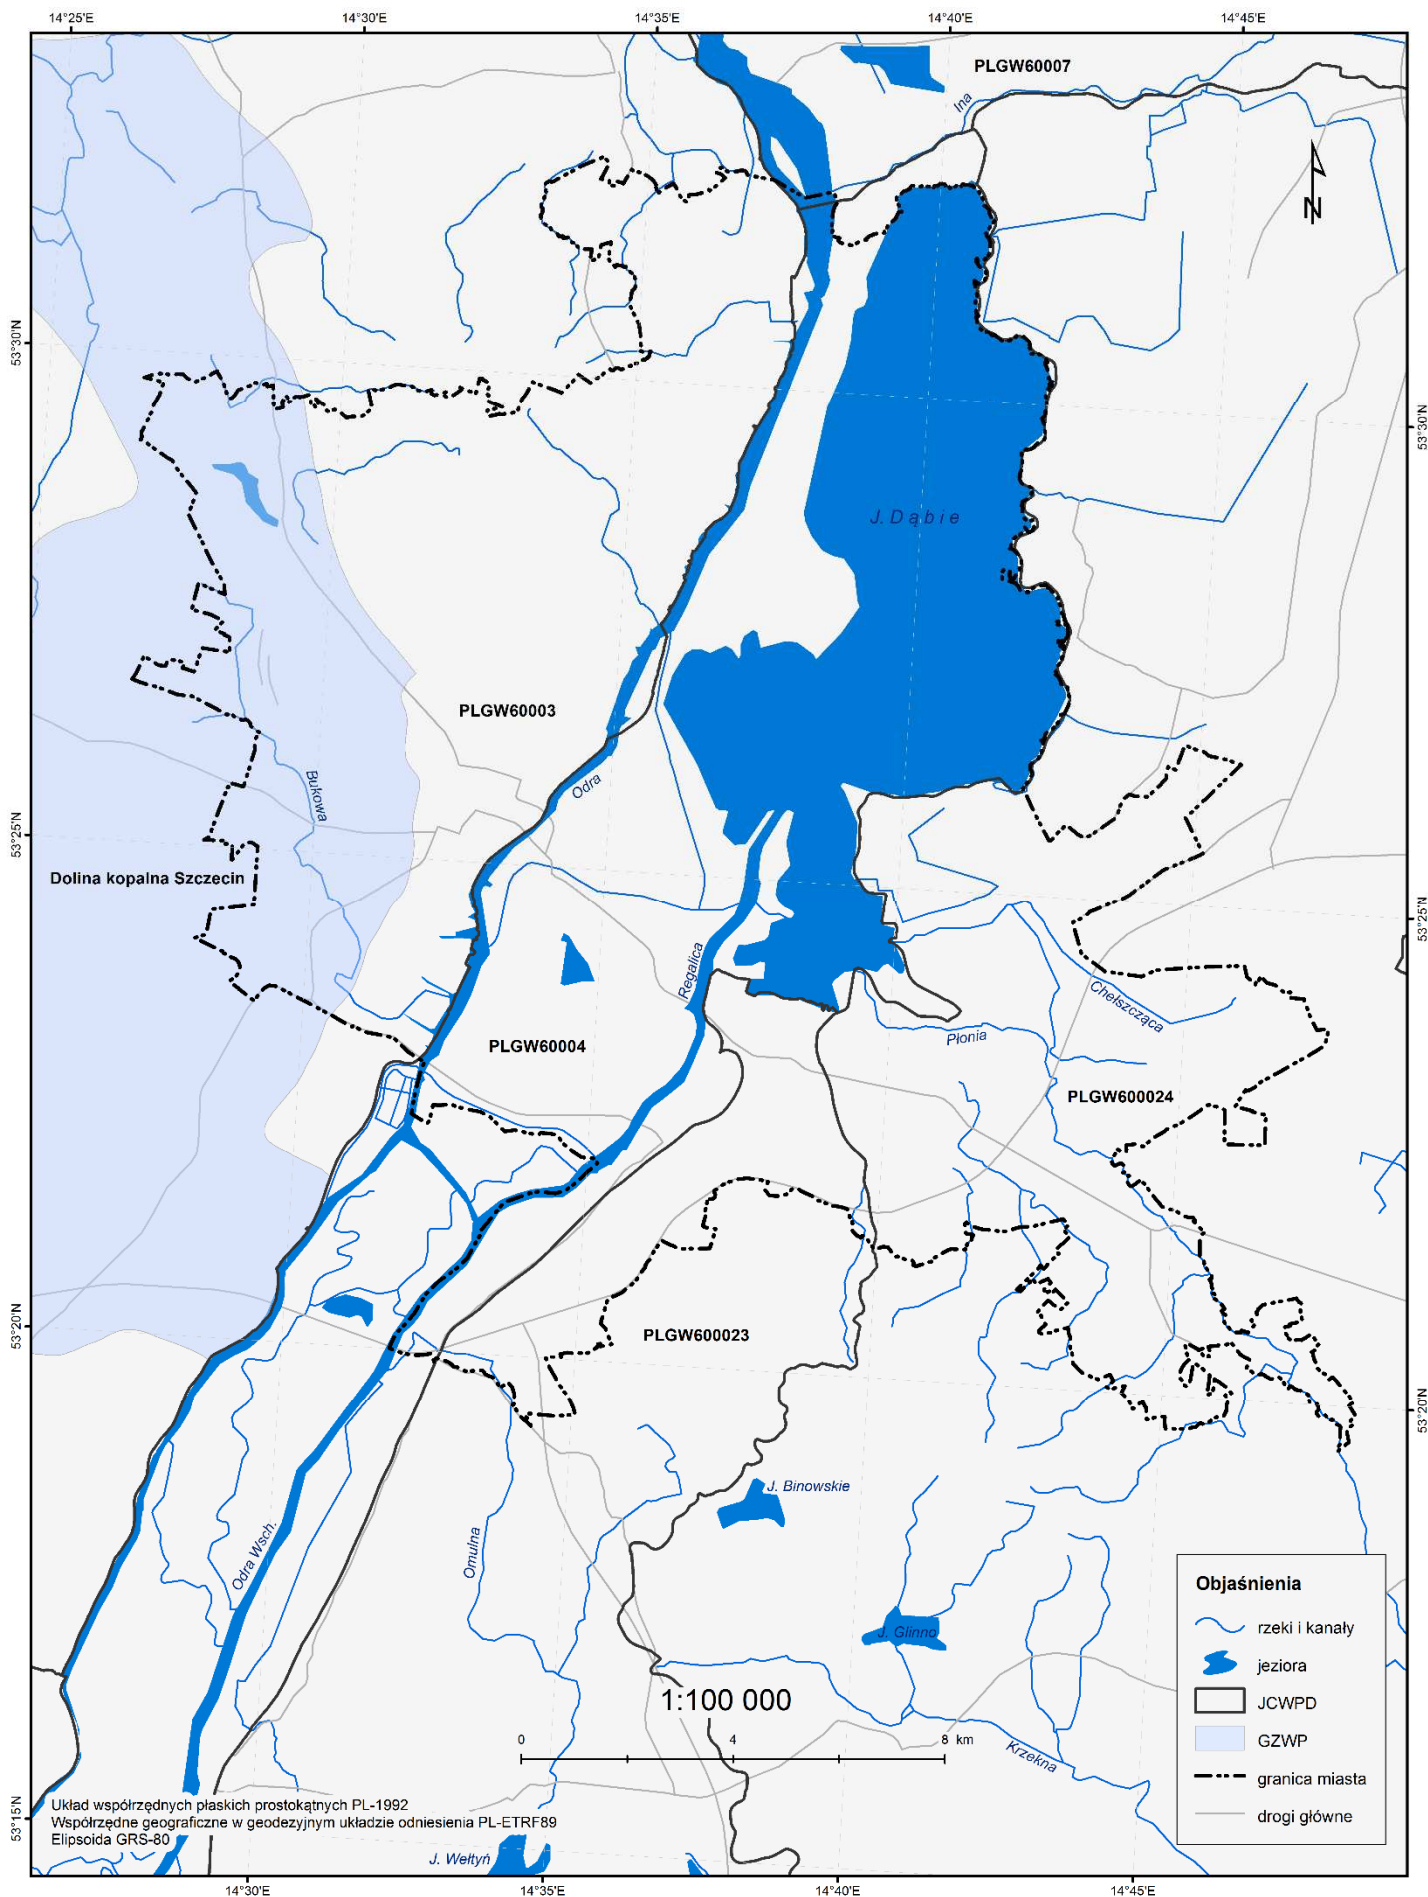 14°25'E
14°30'E
14°35'E
14°40'E
14°45'E
PLGW60007
Ina
N
53°30'N
53°30'N
J. Dąbie
PLGW60003
Odra
Bukowa
53°25'N
Dolina kopalna Szczecin
53°25'N
Regalica
Chełszcząca
Płonia
PLGW60004
PLGW600024
53°20'N
PLGW600023
53°20'N
J. Binowskie
Odra Wsch.
Omulna
J. Glinno
Krzekna
1:100 000
0
4
8 km
Objaśnienia
rzeki i kanały
jeziora
JCWPD
GZWP
granica miasta
drogi główne
53°15'N
Układ współrzędnych płaskich prostokątnych PL-1992
Współrzędne geograficzne w geodezyjnym układzie odniesienia PL-ETRF89
Elipsoida GRS-80
J. Wełtyń
14°30'E
14°35'E
14°40'E
14°45'E